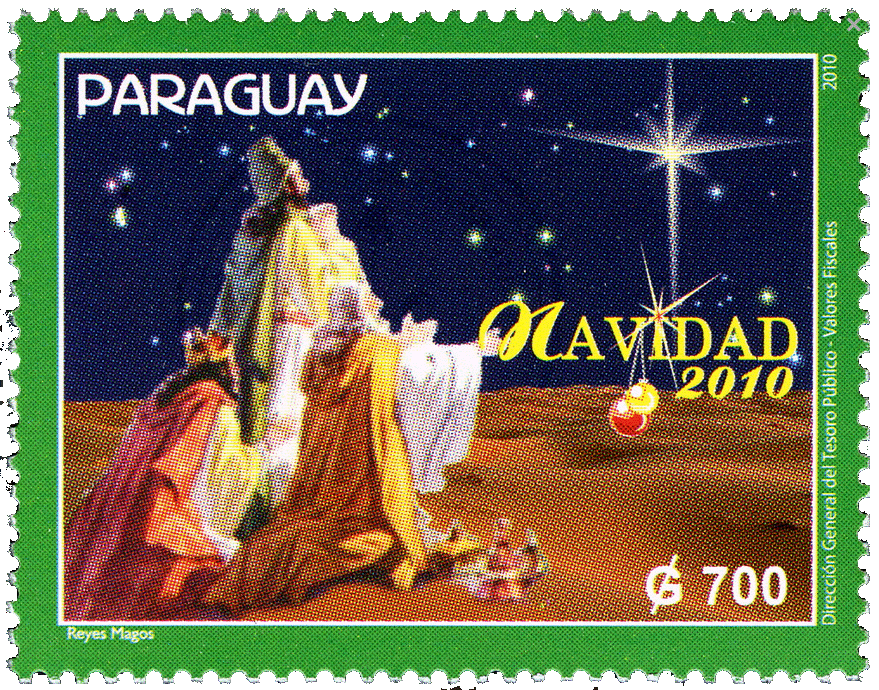 PARAGUAY
2010
NAVIDAD
2010
Dirección General del Tesoro Público - Valores Fiscales
₲ 700
Reyes Magos